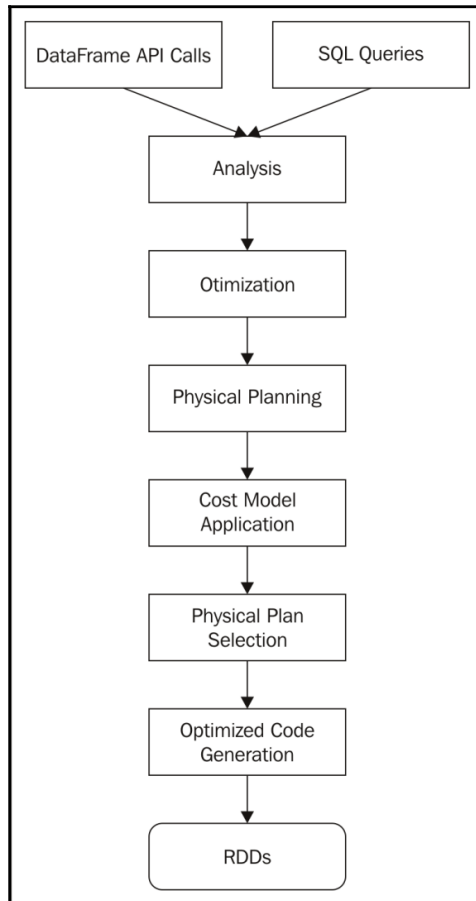 DataFrame API Calls
SQL Queries
Analysis
Otimization
Physical Planning
Cost Model
Application
Physical Plan
Selection
Optimized Code
Generation
RDDs